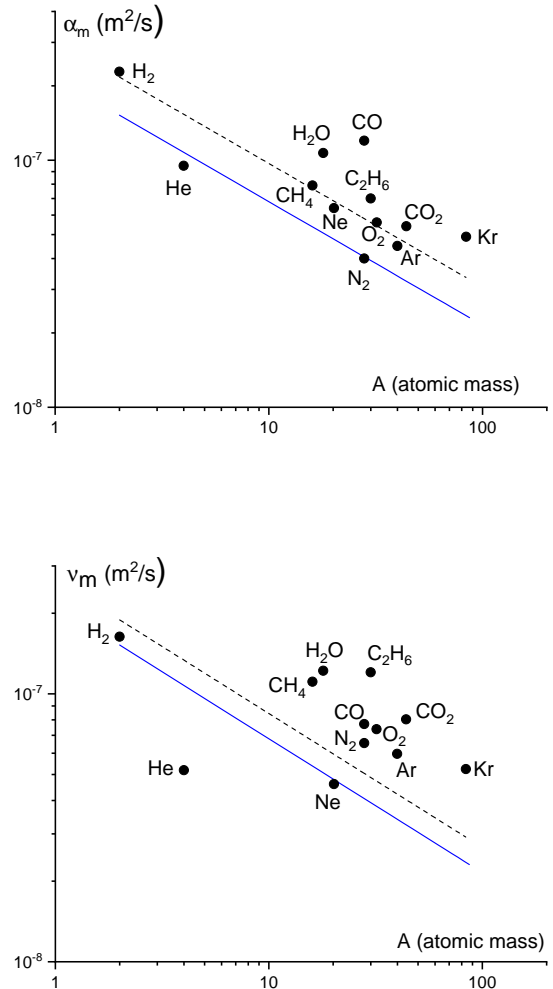 αₘ (m²/s)
H₂
CO
H₂O
10⁻⁷
He
CH₄
C₂H₆
Ne
O₂
CO₂
Kr
Ar
N₂
A (atomic mass)
10⁻⁸
1
10
100
νm (m²/s)
H₂
H₂O
C₂H₆
10⁻⁷
CH₄
CO
CO₂
N₂
O₂
He
Ar
Kr
Ne
A (atomic mass)
10⁻⁸
1
10
100